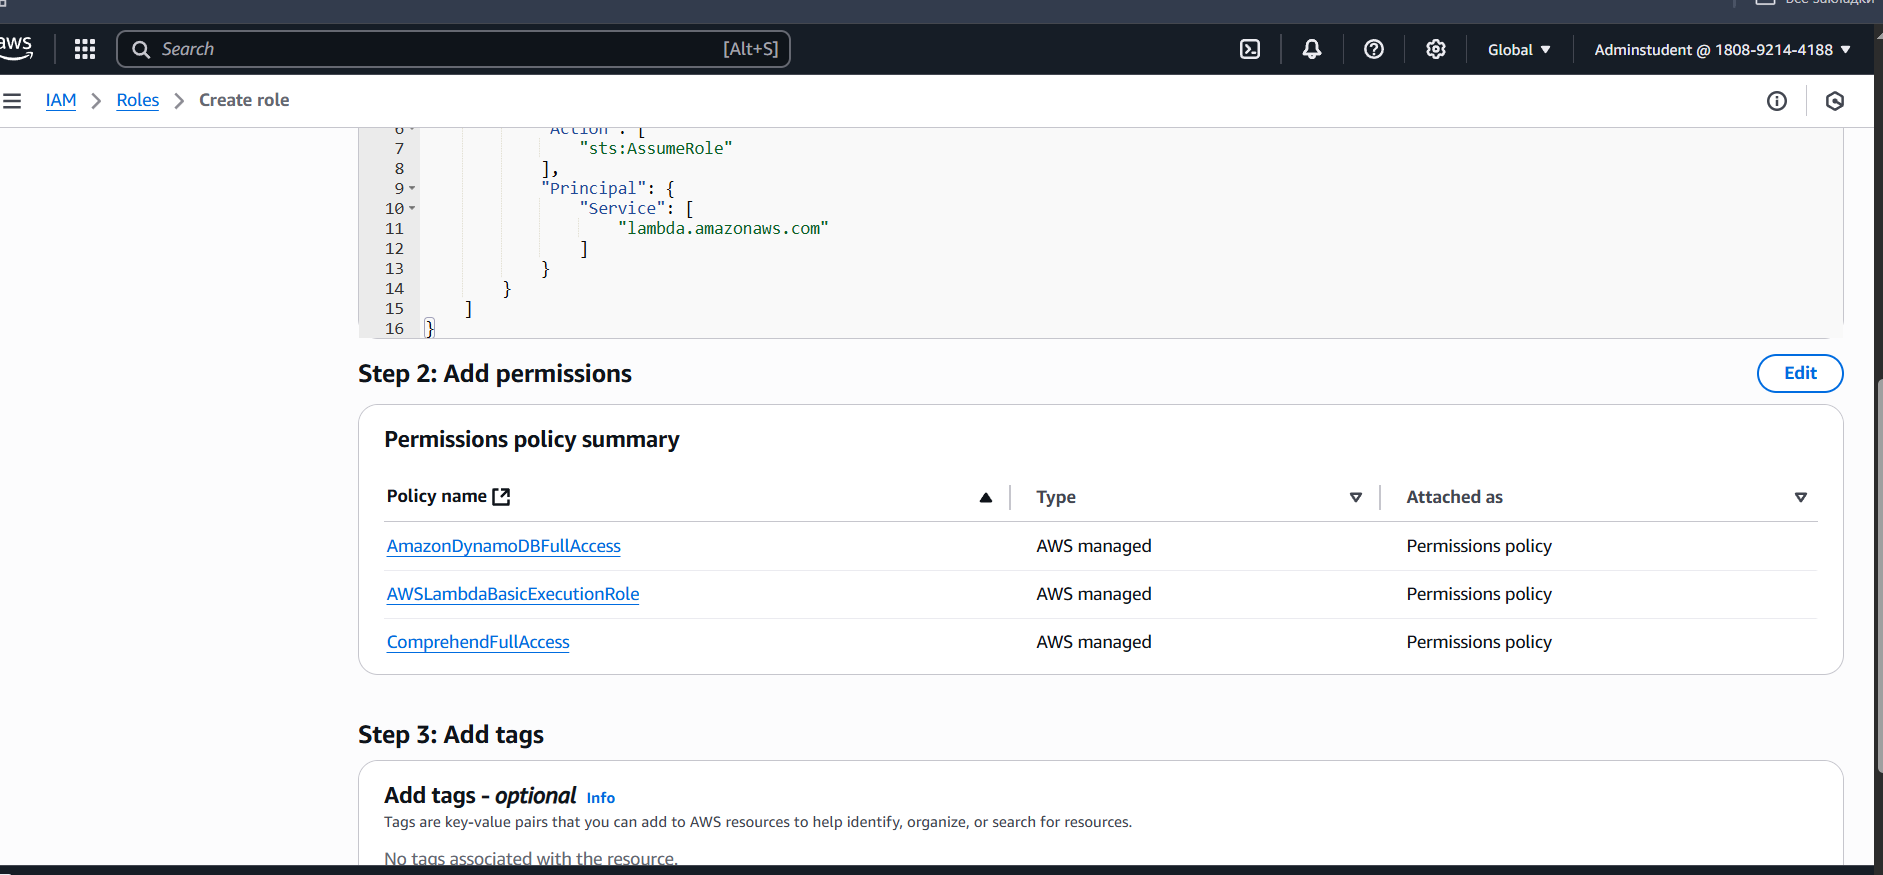 Все закладки
aws
Search [Alt+S] Global Adminstudent @ 1808-9214-4188
IAM Roles Create role
6 "Action": [
7 "sts:AssumeRole"
8 ],
9 "Principal": {
10 "Service": [
11 "lambda.amazonaws.com"
12 ]
13 }
14 }
15 ]
16 }
Step 2: Add permissions Edit
Permissions policy summary
Policy name Type Attached as
AmazonDynamoDBFullAccess AWS managed Permissions policy
AWSLambdaBasicExecutionRole AWS managed Permissions policy
ComprehendFullAccess AWS managed Permissions policy
Step 3: Add tags
Add tags - optional Info
Tags are key-value pairs that you can add to AWS resources to help identify, organize, or search for resources.
No tags associated with the resource.